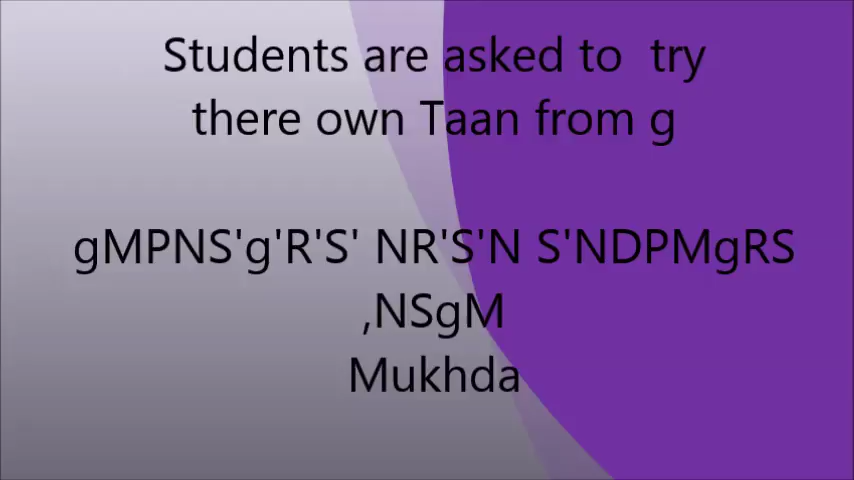 Students are asked to  try
there own Taan from g
gMPNS'g'R'S' NR'S'N S'NDPMgRS
,NSgM
Mukhda